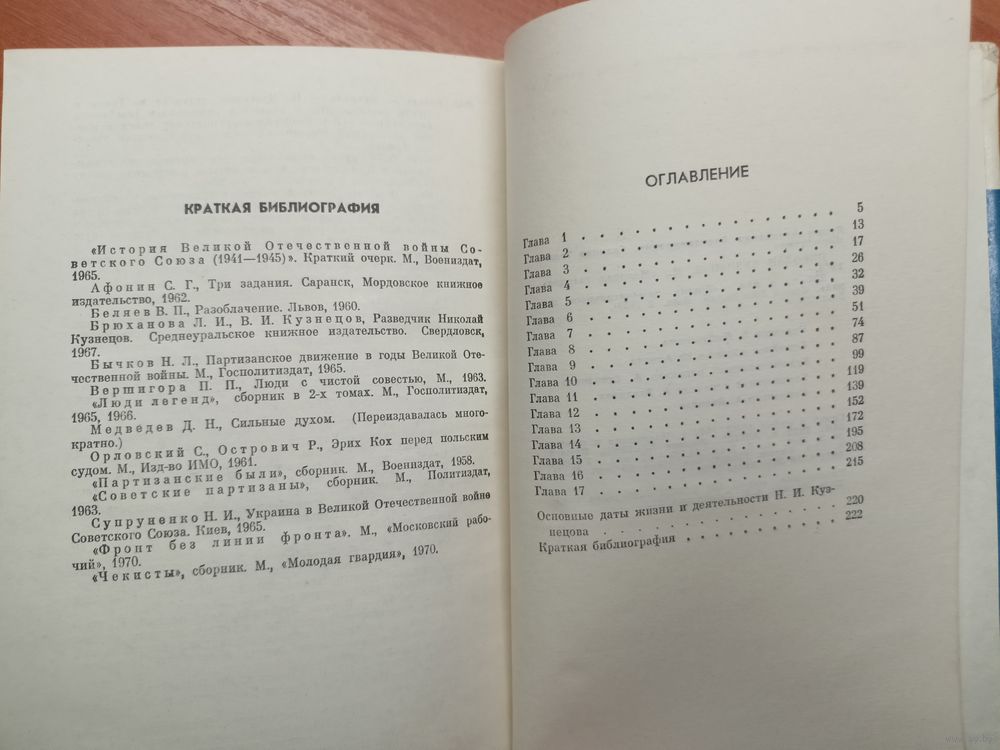 КРАТКАЯ БИБЛИОГРАФИЯ
«История Великой Отечественной войны Со-
ветского Союза (1941—1945)». Краткий очерк. М., Воениздат,
1965.
Афонин С. Г., Три задания. Саранск, Мордовское книжное
издательство, 1962.
Беляев В. П., Разоблачение. Львов, 1960.
Брюханова Л. И., В. И. Кузнецов, Разведчик Николай
Кузнецов. Среднеуральское книжное издательство. Свердловск,
1967.
Бычков Н. Л., Партизанское движение в годы Великой Оте-
чественной войны. М., Госполитиздат, 1965.
Вершигора П. П., Люди с чистой совестью, М., 1963.
«Люди легенд», сборник в 2-х томах. М., Госполитиздат,
1965, 1966.
Медведев Д. Н., Сильные духом. (Переиздавалась много-
кратно.)
Орловский С., Острович Р., Эрих Кох перед польским
судом. М., Изд-во ИМО, 1961.
«Партизанские были», сборник. М., Воениздат, 1958.
«Советские партизаны», сборник. М., Политиздат,
1963.
Супруненко Н. И., Украина в Великой Отечественной войне
Советского Союза. Киев, 1965.
«Фронт без линии фронта». М., «Московский рабо-
чий», 1970.
«Чекисты», сборник. М., «Молодая гвардия», 1970.
ОГЛАВЛЕНИЕ
Глава 1 . . . . . . . . . . . . . . 5
Глава 2 . . . . . . . . . . . . . . 13
Глава 3 . . . . . . . . . . . . . . 17
Глава 4 . . . . . . . . . . . . . . 26
Глава 5 . . . . . . . . . . . . . . 32
Глава 6 . . . . . . . . . . . . . . 39
Глава 7 . . . . . . . . . . . . . . 51
Глава 8 . . . . . . . . . . . . . . 74
Глава 9 . . . . . . . . . . . . . . 87
Глава 10 . . . . . . . . . . . . . . 99
Глава 11 . . . . . . . . . . . . . . 119
Глава 12 . . . . . . . . . . . . . . 139
Глава 13 . . . . . . . . . . . . . . 152
Глава 14 . . . . . . . . . . . . . . 172
Глава 15 . . . . . . . . . . . . . . 195
Глава 16 . . . . . . . . . . . . . . 208
Глава 17 . . . . . . . . . . . . . . 215
Основные даты жизни и деятельности Н. И. Куз-
нецова . . . . . . . . . . . . 220
Краткая библиография . . . . . . . . . 222